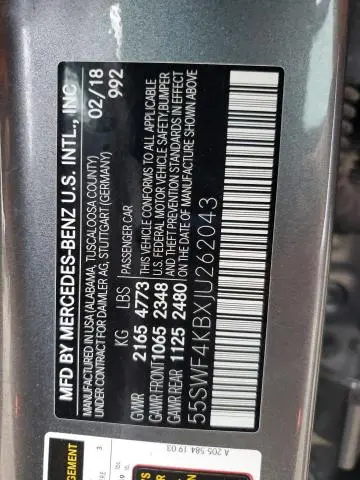 MFD BY MERCEDES-BENZ U.S. INTL., INC
MANUFACTURED IN USA (ALABAMA, TUSCALOOSA COUNTY)
UNDER CONTRACT FOR DAIMLER AG, STUTTGART (GERMANY)
02/18
992
KG LBS PASSENGER CAR
GVWR 2165 4773 THIS VEHICLE CONFORMS TO ALL APPLICABLE
GAWR FRONT 1065 2348 U.S. FEDERAL MOTOR VEHICLE SAFETY, BUMPER
GAWR REAR 1125 2480 AND THEFT PREVENTION STANDARDS IN EFFECT
ON THE DATE OF MANUFACTURE SHOWN ABOVE
55SWF4KBXJU262043
A 205 584 19 03